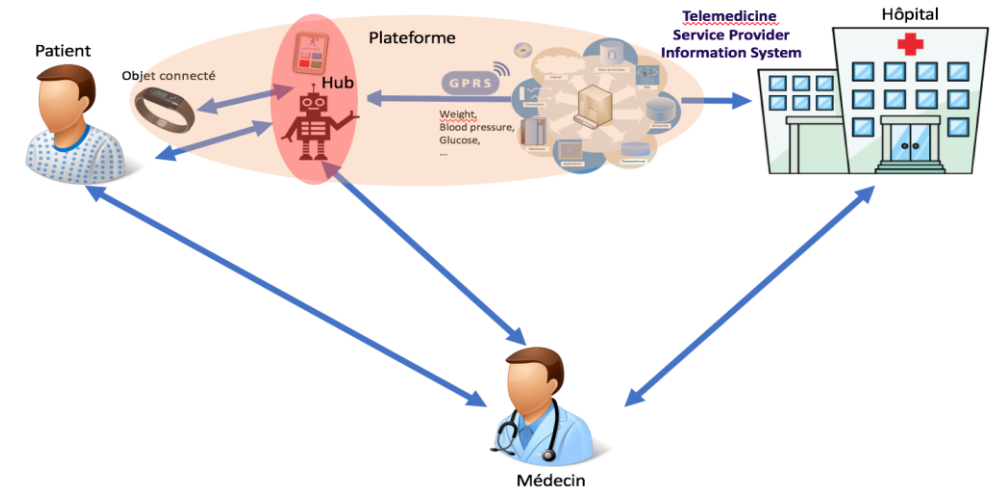 Telemedicine
Service Provider
Information System
Hôpital
Patient
Plateforme
Objet connecté
Hub
GPRS
Weight,
Blood pressure,
Glucose,
...
Médecin